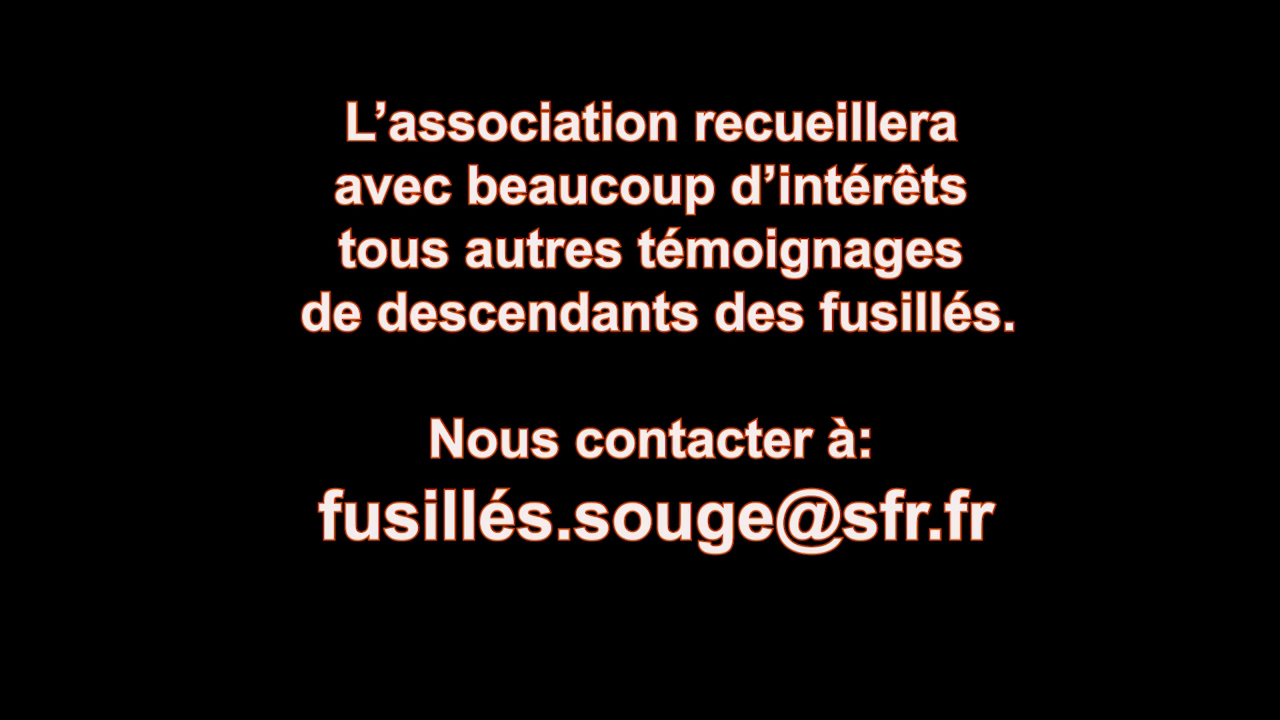 L’association recueillera
avec beaucoup d’intérêts
tous autres témoignages
de descendants des fusillés.
Nous contacter à:
fusillés.souge@sfr.fr